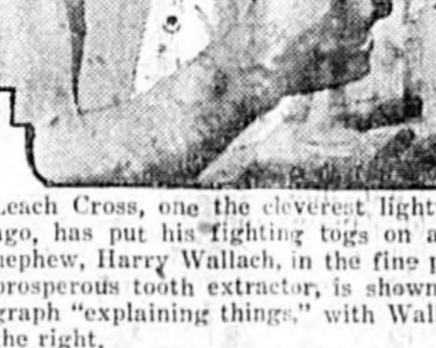 Leach Cross, one the cleverest light
ago, has put his fighting togs on a
nephew, Harry Wallach, in the fine p
prosperous tooth extractor, is shown
graph "explaining things," with Wal
the right.